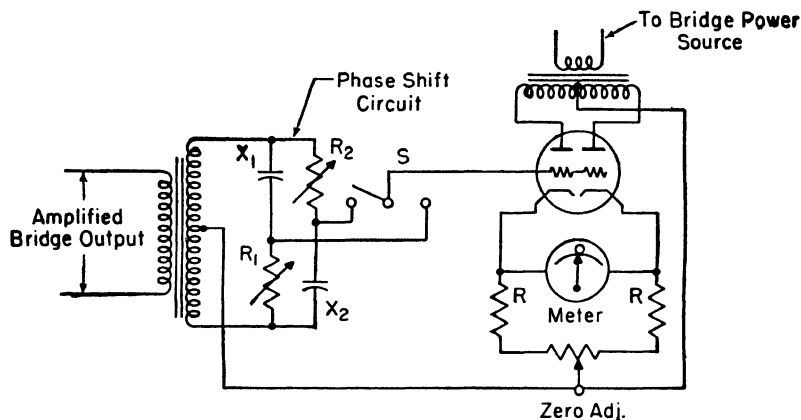 To Bridge Power
Source
Phase Shift
Circuit
X1
R2
S
Amplified
Bridge Output
R1
X2
R
Meter
R
Zero Adj.